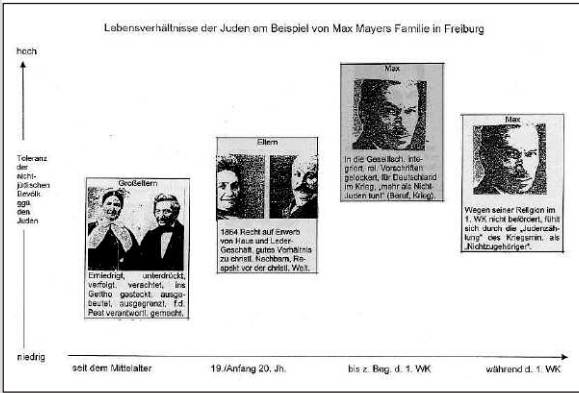 Lebensverhältnisse der Juden am Beispiel von Max Mayers Familie in Freiburg
hoch
Toleranz
der
nicht-
jüdischen
Bevölk.
ggü.
den
Juden
niedrig
Großeltern
Erniedrigt, unterdrückt,
verfolgt, verachtet, ins
Gettho gesteckt, ausge-
beutet, ausgegrenzt, f.d.
Pest verantwortl. gemacht.
Eltern
1864 Recht auf Erwerb
von Haus und Leder-
Geschäft, gutes Verhältnis
zu christl. Nachbarn, Re-
spekt vor der christl. Welt.
Max
In die Gesellsch. inte-
griert, rel. Vorschriften
gelockert, für Deutschland
im Krieg, „mehr als Nicht-
Juden tun!“ (Beruf, Krieg).
Max
Wegen seiner Religion im
1. WK nicht befördert, fühlt
sich durch die „Judenzäh-
lung“ des Kriegsmin. als
„Nichtzugehöriger“.
seit dem Mittelalter
19./Anfang 20. Jh.
bis z. Beg. d. 1. WK
während d. 1. WK